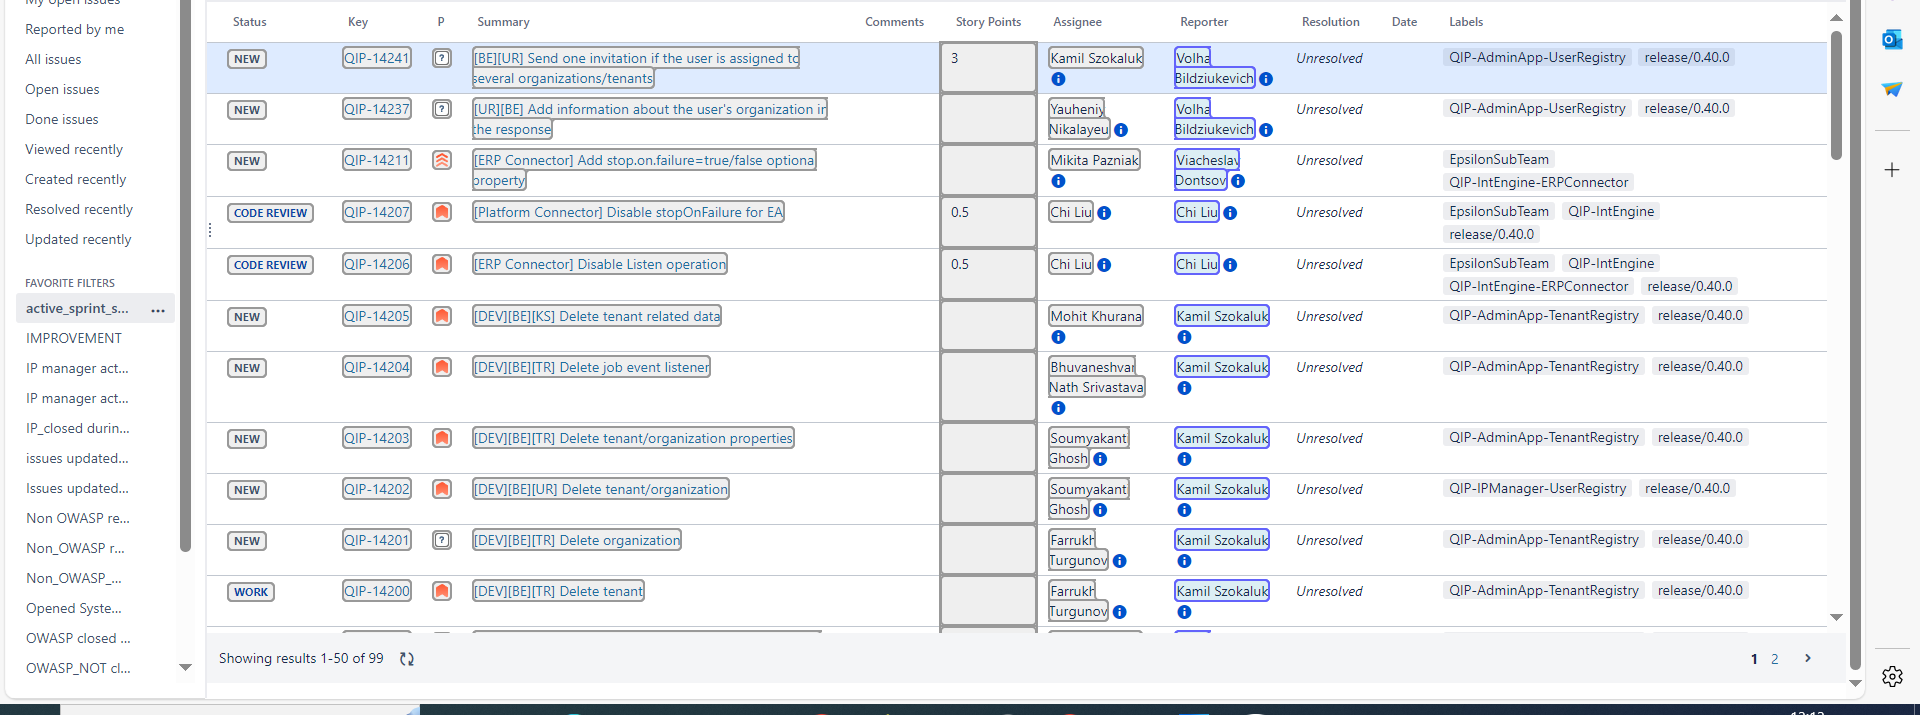 My open issues
Reported by me
All issues
Open issues
Done issues
Viewed recently
Created recently
Resolved recently
Updated recently
FAVORITE FILTERS
active_sprint_s...
IMPROVEMENT
IP manager act...
IP manager act...
IP_closed durin...
issues updated...
Issues updated...
Non OWASP re...
Non_OWASP r...
Non_OWASP_...
Opened Syste...
OWASP closed ...
OWASP_NOT cl...
Status Key P Summary Comments Story Points Assignee Reporter Resolution Date Labels
NEW QIP-14241 [BE][UR] Send one invitation if the user is assigned to 3 Kamil Szokaluk Volha Unresolved QIP-AdminApp-UserRegistry release/0.40.0
several organizations/tenants Bildziukevich
NEW QIP-14237 [UR][BE] Add information about the user's organization in Yauheniy Volha Unresolved QIP-AdminApp-UserRegistry release/0.40.0
the response Nikalayeu Bildziukevich
NEW QIP-14211 [ERP Connector] Add stop.on.failure=true/false optiona Mikita Pazniak Viacheslav Unresolved EpsilonSubTeam
property Dontsov QIP-IntEngine-ERPConnector
CODE REVIEW QIP-14207 [Platform Connector] Disable stopOnFailure for EA 0.5 Chi Liu Chi Liu Unresolved EpsilonSubTeam QIP-IntEngine
release/0.40.0
CODE REVIEW QIP-14206 [ERP Connector] Disable Listen operation 0.5 Chi Liu Chi Liu Unresolved EpsilonSubTeam QIP-IntEngine
QIP-IntEngine-ERPConnector release/0.40.0
NEW QIP-14205 [DEV][BE][KS] Delete tenant related data Mohit Khurana Kamil Szokaluk Unresolved QIP-AdminApp-TenantRegistry release/0.40.0
NEW QIP-14204 [DEV][BE][TR] Delete job event listener Bhuvaneshvar Kamil Szokaluk Unresolved QIP-AdminApp-TenantRegistry release/0.40.0
Nath Srivastava
NEW QIP-14203 [DEV][BE][TR] Delete tenant/organization properties Soumyakanti Kamil Szokaluk Unresolved QIP-AdminApp-TenantRegistry release/0.40.0
Ghosh
NEW QIP-14202 [DEV][BE][UR] Delete tenant/organization Soumyakanti Kamil Szokaluk Unresolved QIP-IPManager-UserRegistry release/0.40.0
Ghosh
NEW QIP-14201 [DEV][BE][TR] Delete organization Farrukh Kamil Szokaluk Unresolved QIP-AdminApp-TenantRegistry release/0.40.0
Turgunov
WORK QIP-14200 [DEV][BE][TR] Delete tenant Farrukh Kamil Szokaluk Unresolved QIP-AdminApp-TenantRegistry release/0.40.0
Turgunov
Showing results 1-50 of 99 1 2